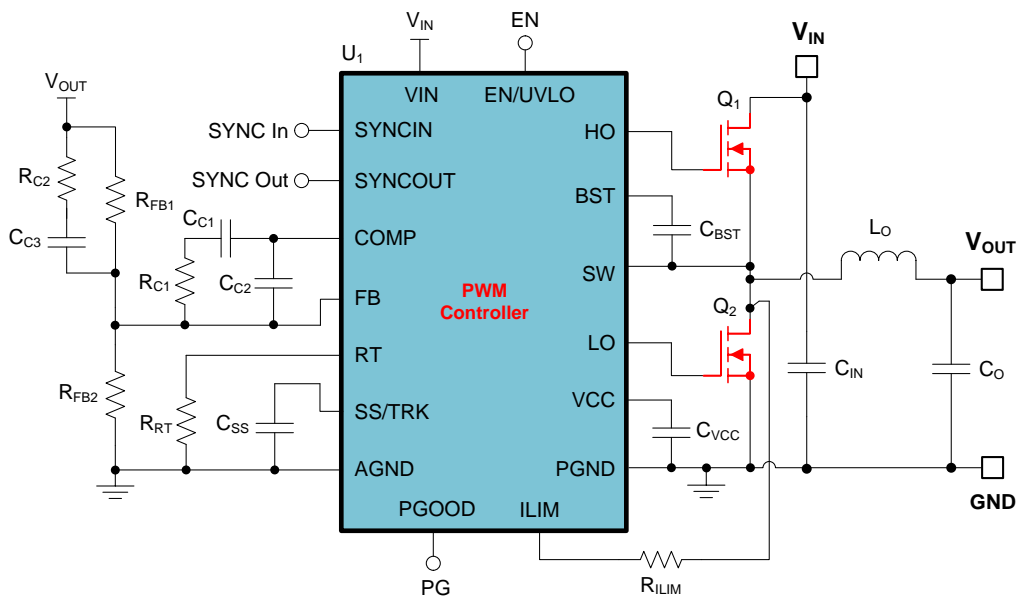 VIN
EN
VIN
U1
VOUT
VIN
EN/UVLO
Q1
SYNC In
SYNCIN
HO
RC2
SYNC Out
SYNCOUT
RFB1
BST
CC1
CC3
COMP
CBST
LO
VOUT
RC1
CC2
SW
FB
PWM
Controller
Q2
RT
LO
CIN
CO
RFB2
VCC
RRT
CSS
SS/TRK
CVCC
AGND
PGND
GND
PGOOD
ILIM
PG
RILIM